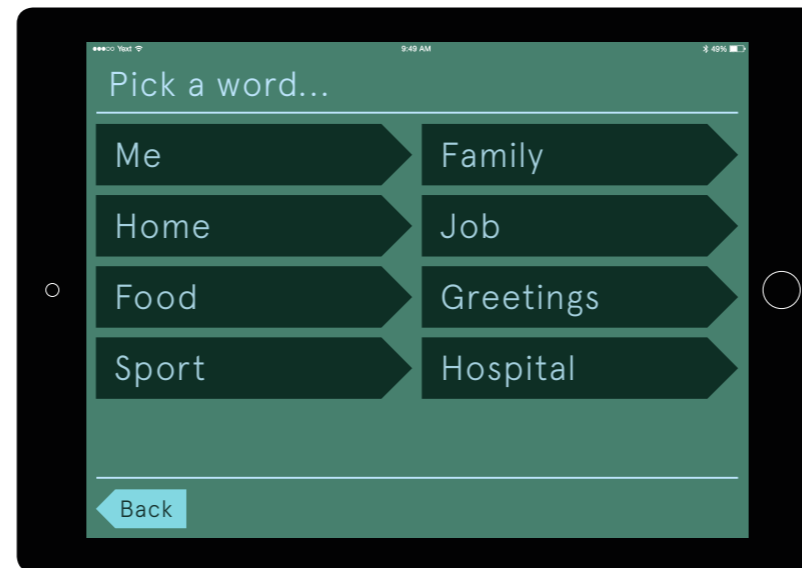 Yext 9:49 AM 49%
Pick a word...
Me Family
Home Job
Food Greetings
Sport Hospital
Back